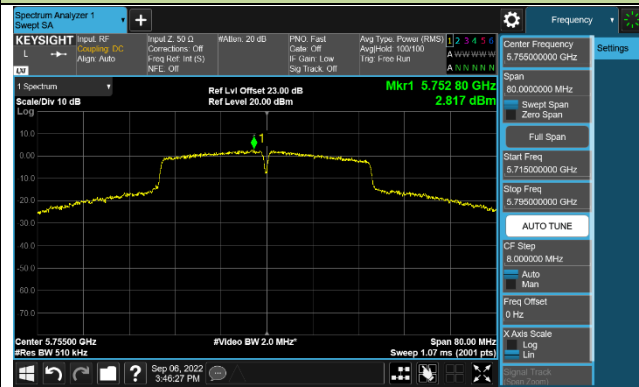 Spectrum Analyzer 1
Swept SA
KEYSIGHT
L
LXI
Input: RF
Coupling: DC
Align: Auto
Input Z: 50 Ω
Corrections: Off
Freq Ref: Int (S)
NFE: Off
#Atten: 20 dB
PNO: Fast
Gate: Off
IF Gain: Low
Sig Track: Off
Avg Type: Power (RMS)
Avg|Hold: 100/100
Trig: Free Run
1 2 3 4 5 6
A W W W W W
A N N N N N
1 Spectrum
Scale/Div 10 dB
Log
Ref Lvl Offset 23.00 dB
Ref Level 20.00 dBm
Mkr1 5.752 80 GHz
2.817 dBm
1
10.0
0.00
-10.0
-20.0
-30.0
-40.0
-50.0
-60.0
-70.0
Center 5.75500 GHz
#Res BW 510 kHz
#Video BW 2.0 MHz*
Span 80.00 MHz
Sweep 1.07 ms (2001 pts)
Sep 06, 2022
3:46:27 PM
Frequency
Settings
Center Frequency
5.755000000 GHz
Span
80.0000000 MHz
Swept Span
Zero Span
Full Span
Start Freq
5.715000000 GHz
Stop Freq
5.795000000 GHz
AUTO TUNE
CF Step
8.000000 MHz
Auto
Man
Freq Offset
0 Hz
X Axis Scale
Log
Lin
Signal Track
(Span Zoom)